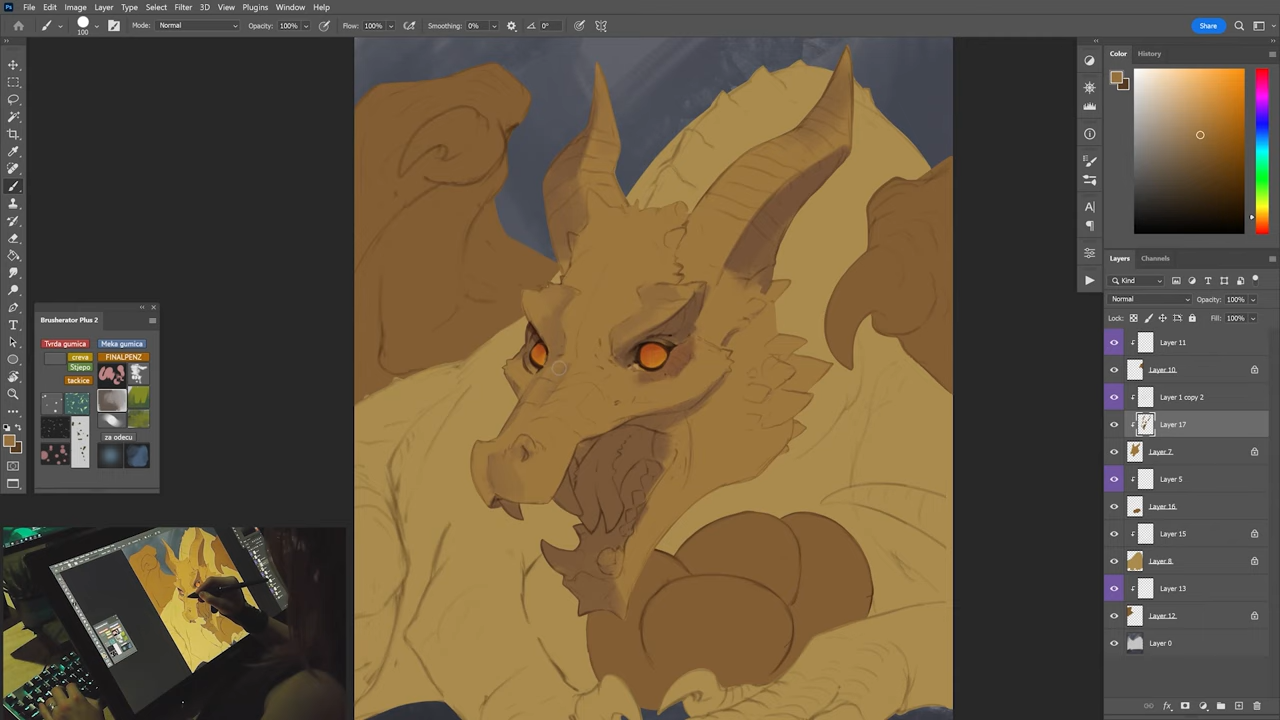 Ps File Edit Image Layer Type Select Filter 3D View Plugins Window Help
100 Mode: Normal Opacity: 100% Flow: 100% Smoothing: 0% 0° Share
Color History
Brusherator Plus 2
Tvrda gumica Meka gumica
creva FINALPENZ
Stjepo
tackice
za odecu
Layers Channels
Kind
Normal Opacity: 100%
Lock: Fill: 100%
Layer 11
Layer 10
Layer 1 copy 2
Layer 17
Layer 7
Layer 5
Layer 16
Layer 15
Layer 8
Layer 13
Layer 12
Layer 0
fx